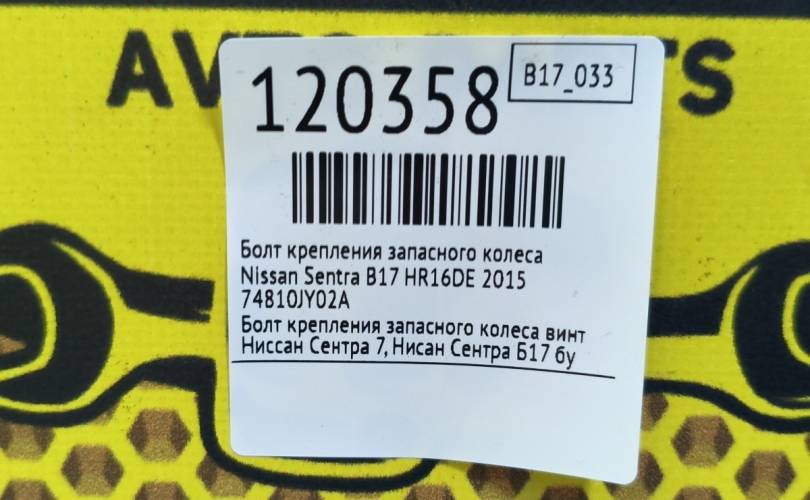 120358
B17_033
Болт крепления запасного колеса
Nissan Sentra B17 HR16DE 2015
74810JY02A
Болт крепления запасного колеса винт
Ниссан Сентра 7, Нисан Сентра Б17 бу